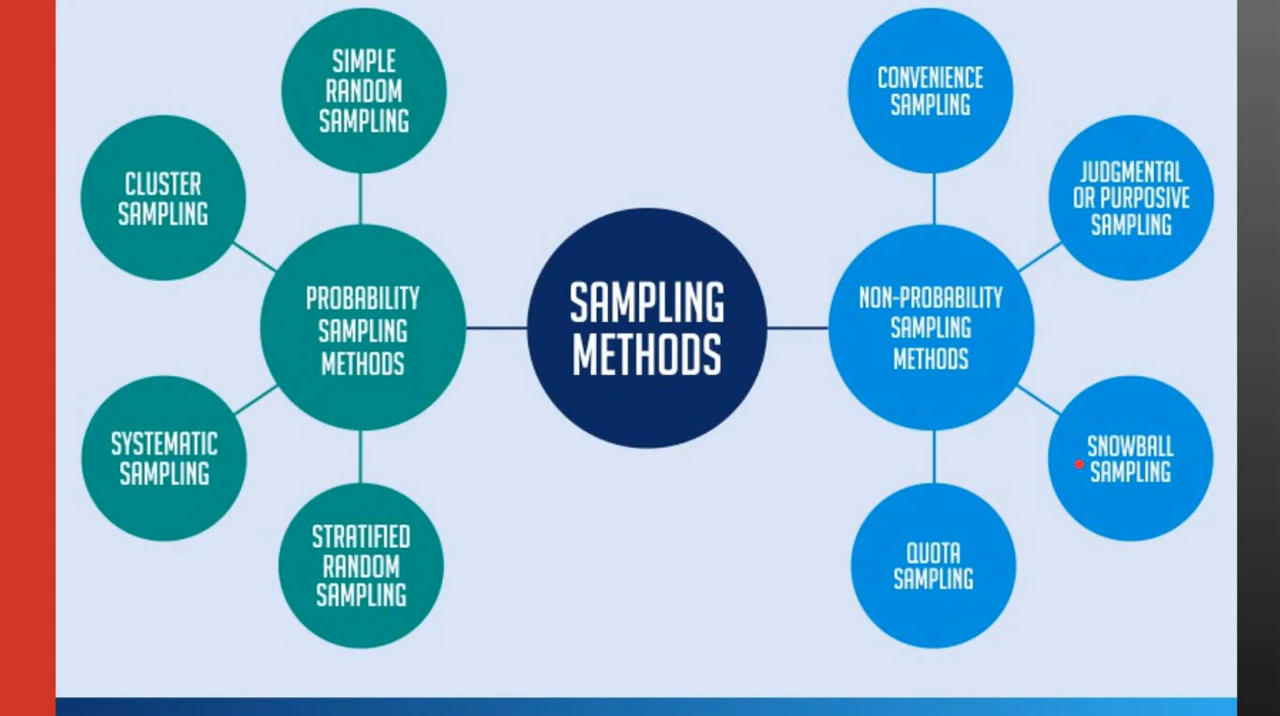 SIMPLE
RANDOM
SAMPLING
CLUSTER
SAMPLING
PROBABILITY
SAMPLING
METHODS
SYSTEMATIC
SAMPLING
STRATIFIED
RANDOM
SAMPLING
SAMPLING
METHODS
CONVENIENCE
SAMPLING
JUDGMENTAL
OR PURPOSIVE
SAMPLING
NON-PROBABILITY
SAMPLING
METHODS
SNOWBALL
SAMPLING
QUOTA
SAMPLING